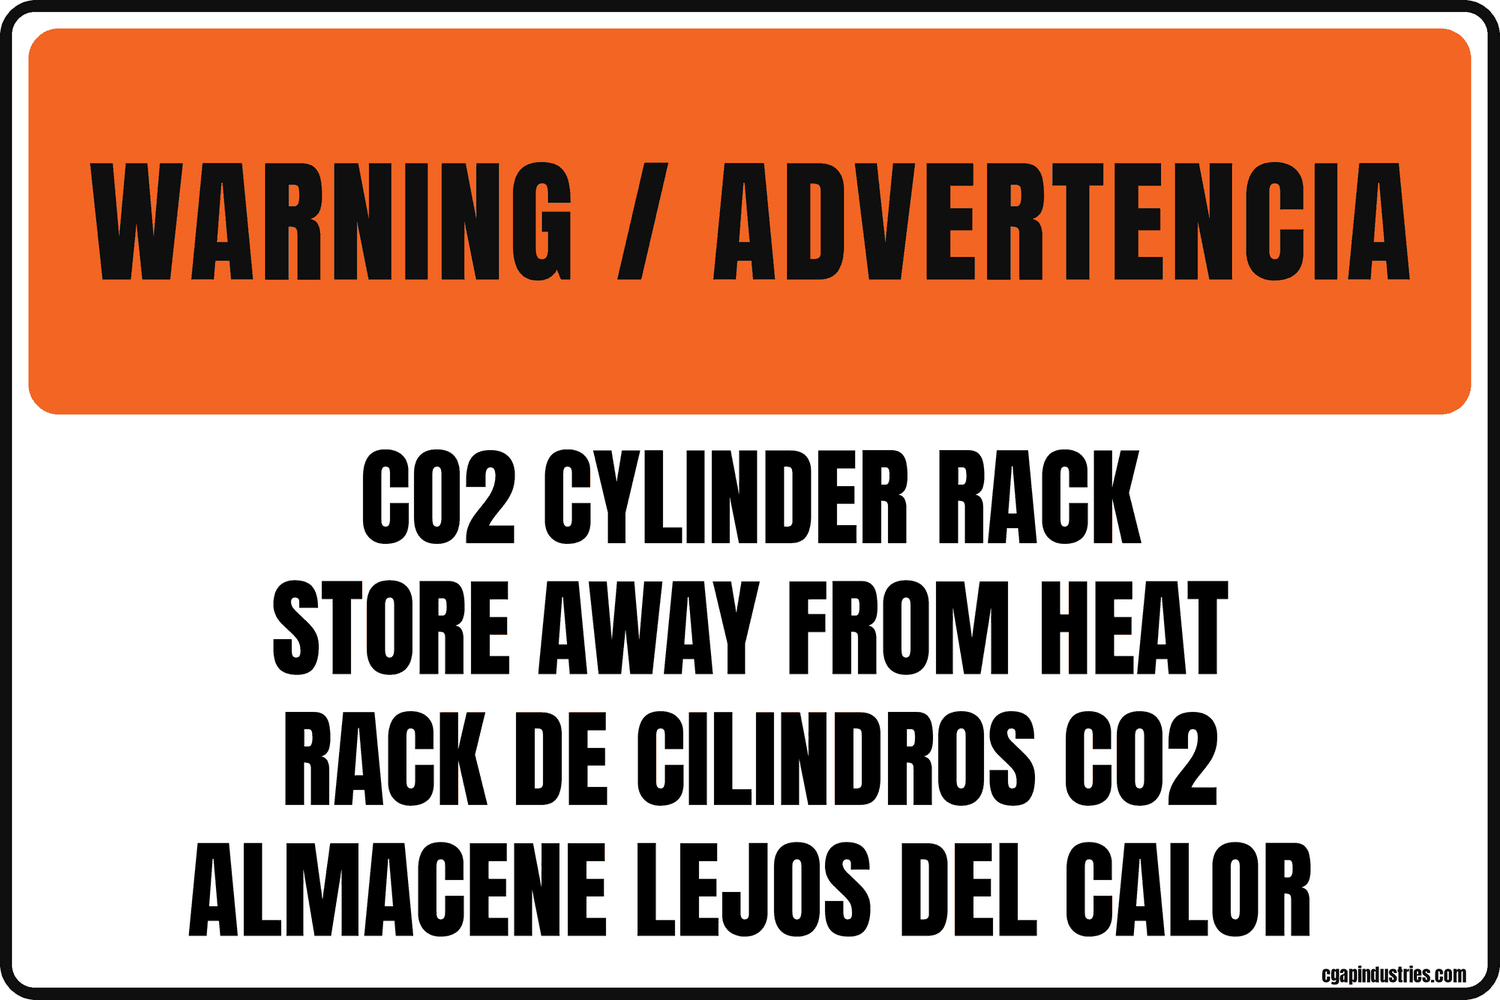 WARNING / ADVERTENCIA
CO2 CYLINDER RACK
STORE AWAY FROM HEAT
RACK DE CILINDROS CO2
ALMACENE LEJOS DEL CALOR
cgapindustries.com